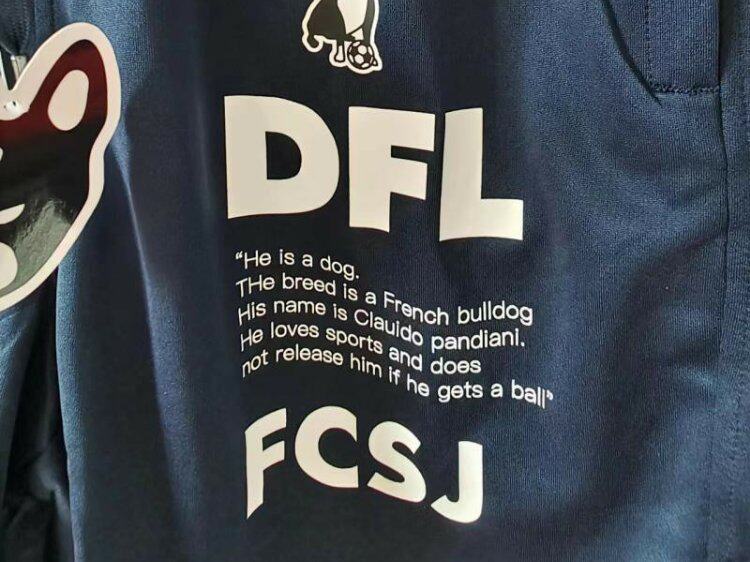 DFL
“He is a dog.
THe breed is a French bulldog
His name is Clauido pandiani.
He loves sports and does
not release him if he gets a ball”
FCSJ